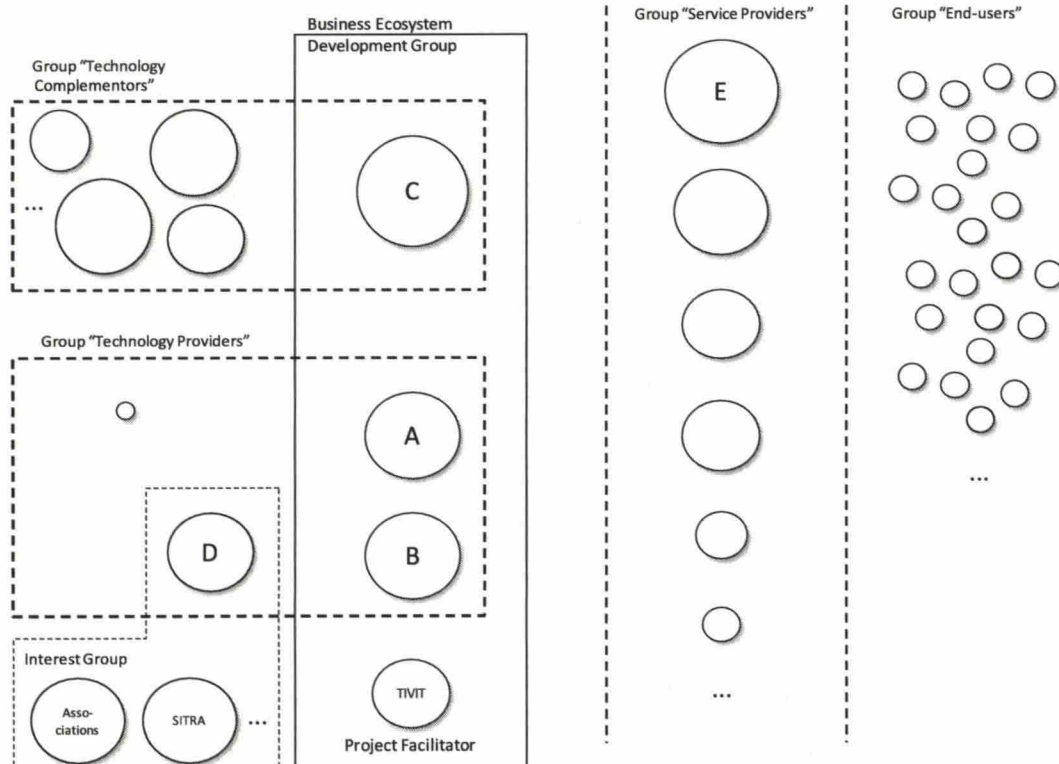 Business Ecosystem
Development Group
Group “Technology
Complementors”
...
C
Group “Technology Providers”
A
D
B
Interest Group
Asso-
ciations
SITRA
...
TIVIT
Project Facilitator
Group “Service Providers”
E
...
Group “End-users”
...